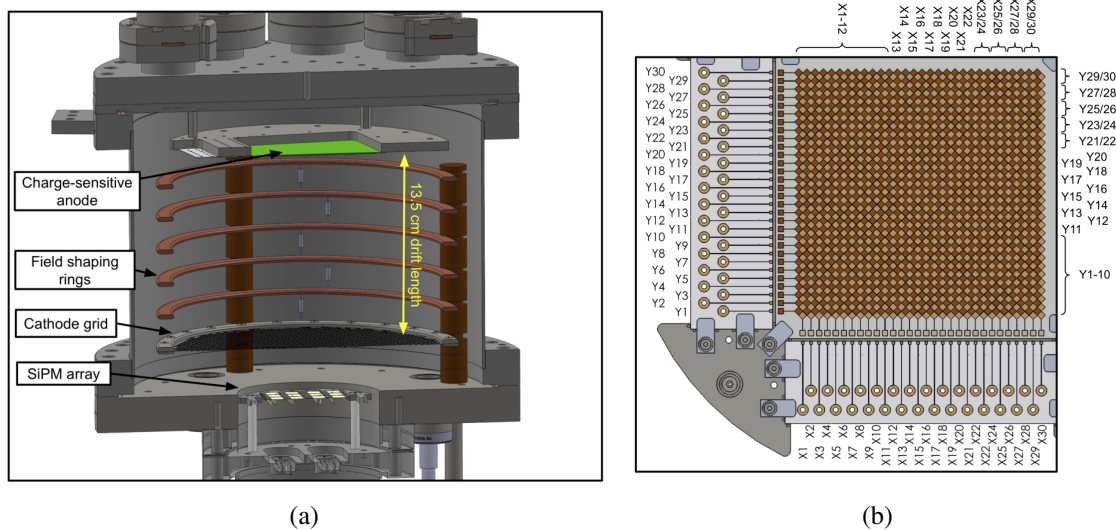 Charge-sensitive
anode
Field shaping
rings
Cathode grid
SiPM array
13.5 cm drift length
(a)
X1-12
X13
X14
X15
X16
X17
X18
X19
X20
X21
X22
X23/24
X25/26
X27/28
X29/30
Y30
Y29
Y28
Y27
Y26
Y25
Y24
Y23
Y22
Y21
Y20
Y19
Y18
Y17
Y16
Y15
Y14
Y13
Y12
Y11
Y10
Y9
Y8
Y7
Y6
Y5
Y4
Y3
Y2
Y1
Y29/30
Y27/28
Y25/26
Y23/24
Y21/22
Y20
Y19
Y18
Y17
Y16
Y15
Y14
Y13
Y12
Y11
Y1-10
X1
X2
X3
X4
X5
X6
X7
X8
X9
X10
X11
X12
X13
X14
X15
X16
X17
X18
X19
X20
X21
X22
X22
X24
X25
X26
X27
X28
X29
X30
(b)